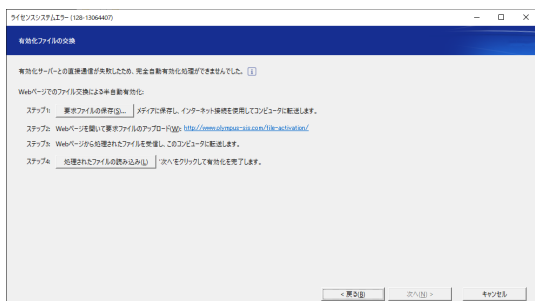 ライセンスシステムエラー (128-13064407)
有効化ファイルの交換
有効化サーバーとの直接通信が失敗したため、完全自動有効化処理ができませんでした。 i
Webページでのファイル交換による半自動有効化:
ステップ1: 要求ファイルの保存(S)... メディアに保存し、インターネット接続を使用してコンピュータに転送します。
ステップ2: Webページを開いて要求ファイルのアップロード(W): http://www.olympus-sis.com/file-activation/
ステップ3: Webページから処理されたファイルを受信し、このコンピュータに転送します。
ステップ4: 処理されたファイルの読み込み(L) '次へ'をクリックして有効化を完了します。
< 戻る(B) 次へ(N) > キャンセル